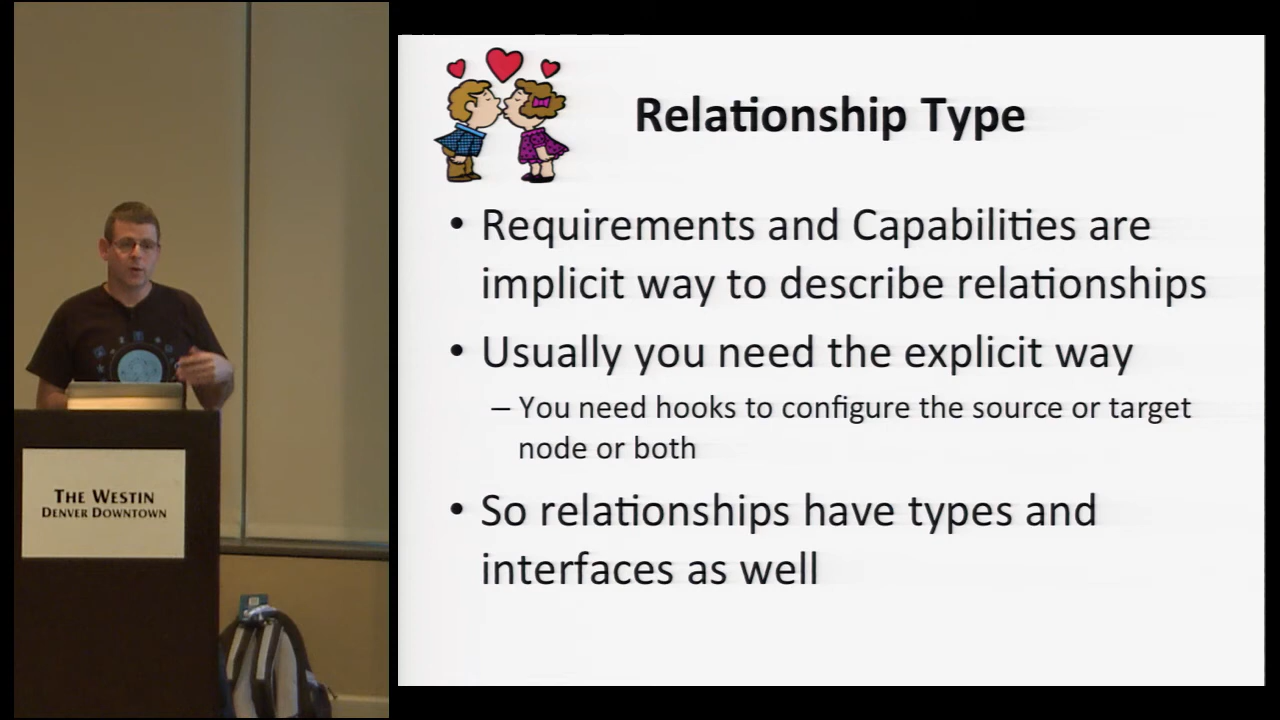 Relationship Type
• Requirements and Capabilities are
implicit way to describe relationships
• Usually you need the explicit way
– You need hooks to configure the source or target
node or both
• So relationships have types and
interfaces as well
THE WESTIN
DENVER DOWNTOWN